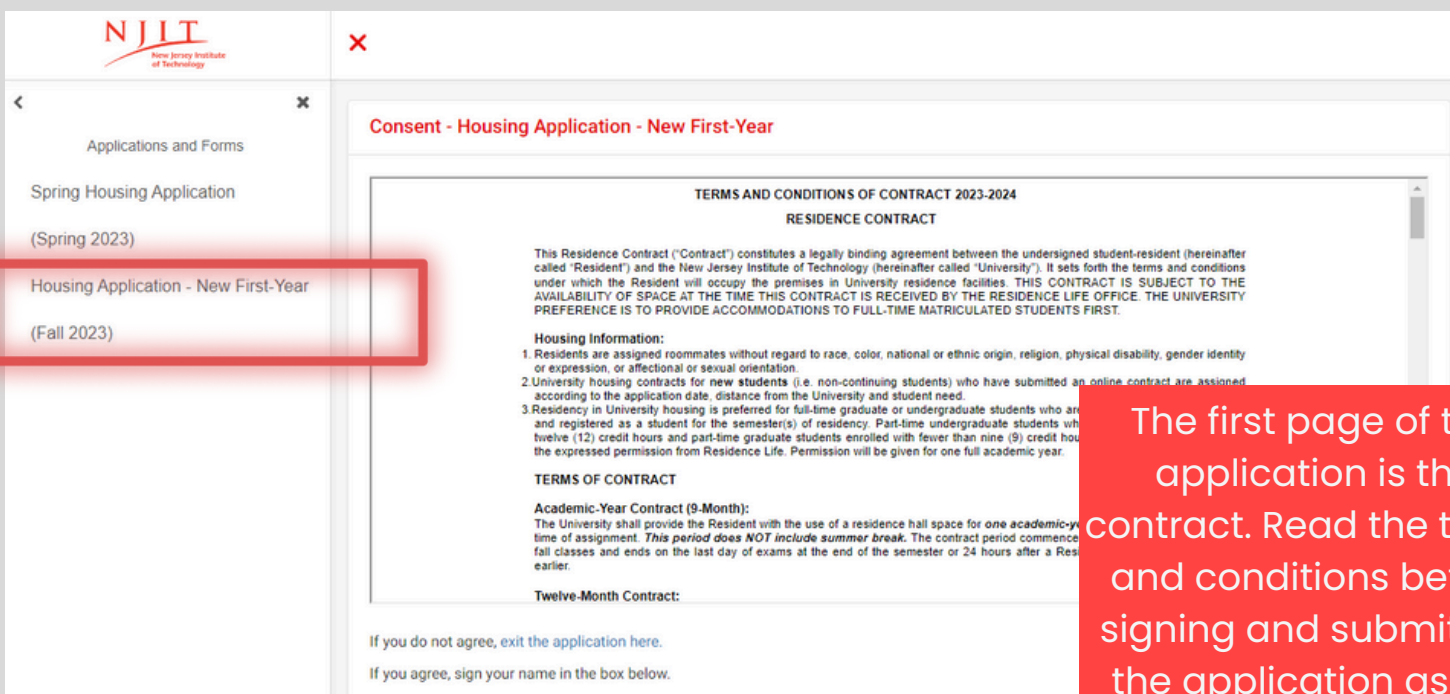 NJIT
New Jersey Institute
of Technology
Applications and Forms
Spring Housing Application
(Spring 2023)
Housing Application - New First-Year
(Fall 2023)
Consent - Housing Application - New First-Year
TERMS AND CONDITIONS OF CONTRACT 2023-2024
RESIDENCE CONTRACT
This Residence Contract ("Contract") constitutes a legally binding agreement between the undersigned student-resident (hereinafter
called "Resident") and the New Jersey Institute of Technology (hereinafter called "University"). It sets forth the terms and conditions
under which the Resident will occupy the premises in University residence facilities. THIS CONTRACT IS SUBJECT TO THE
AVAILABILITY OF SPACE AT THE TIME THIS CONTRACT IS RECEIVED BY THE RESIDENCE LIFE OFFICE. THE UNIVERSITY
PREFERENCE IS TO PROVIDE ACCOMMODATIONS TO FULL-TIME MATRICULATED STUDENTS FIRST.
Housing Information:
1. Residents are assigned roommates without regard to race, color, national or ethnic origin, religion, physical disability, gender identity
or expression, or affectional or sexual orientation.
2.University housing contracts for new students (i.e. non-continuing students) who have submitted an online contract are assigned
according to the application date, distance from the University and student need.
3.Residency in University housing is preferred for full-time graduate or undergraduate students who are
and registered as a student for the semester(s) of residency. Part-time undergraduate students
twelve (12) credit hours and part-time graduate students enrolled with fewer than nine (9) credit
the expressed permission from Residence Life. Permission will be given for one full academic year.
TERMS OF CONTRACT
Academic-Year Contract (9-Month):
The University shall provide the Resident with the use of a residence hall space for one
time of assignment. This period does NOT include summer break. The contract period
fall classes and ends on the last day of exams at the end of the semester or 24 hours after a
earlier.
Twelve-Month Contract:
If you do not agree, exit the application here.
If you agree, sign your name in the box below.
The first page of
application is
contract. Read the
and conditions
signing and
the application as